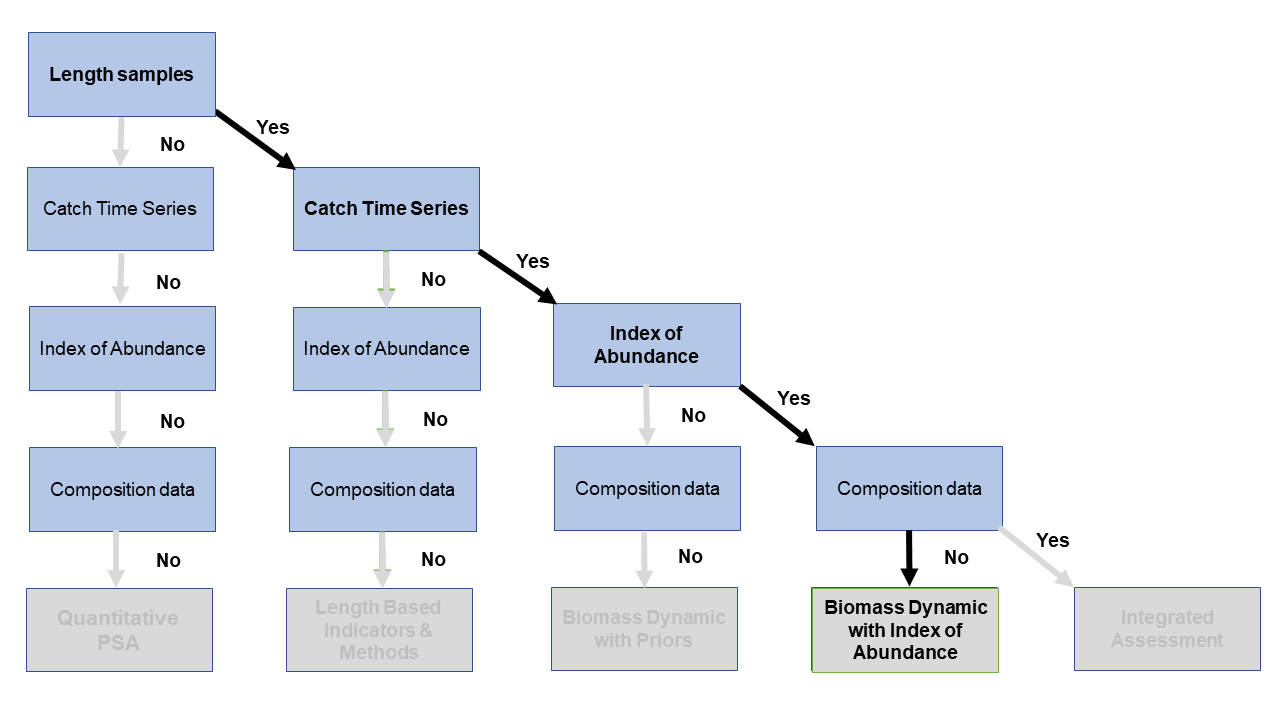 Length samples
Yes
No
Catch Time Series
Catch Time Series
Yes
No
No
Index of Abundance
Index of Abundance
Index of
Abundance
Yes
No
No
No
Composition data
Composition data
Composition data
Composition data
Yes
No
No
No
No
Quantitative
PSA
Length Based
Indicators &
Methods
Biomass Dynamic
with Priors
Biomass Dynamic
with Index of
Abundance
Integrated
Assessment